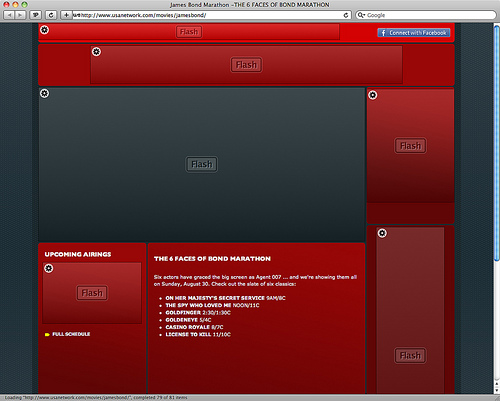 James Bond Marathon -THE 6 FACES OF BOND MARATHON
http://www.usanetwork.com/movies/jamesbond/
Google
Flash
Connect with Facebook
Flash
Flash
Flash
UPCOMING AIRINGS
Flash
FULL SCHEDULE
THE 6 FACES OF BOND MARATHON
Six actors have graced the big screen as Agent 007 ... and we're showing them all
on Sunday, August 30. Check out the slate of six classics:
ON HER MAJESTY'S SECRET SERVICE 9AM/8C
THE SPY WHO LOVED ME NOON/11C
GOLDFINGER 2:30/1:30C
GOLDENEYE 5/4C
CASINO ROYALE 8/7C
LICENSE TO KILL 11/10C
Flash
Loading "http://www.usanetwork.com/movies/jamesbond/", completed 79 of 81 items